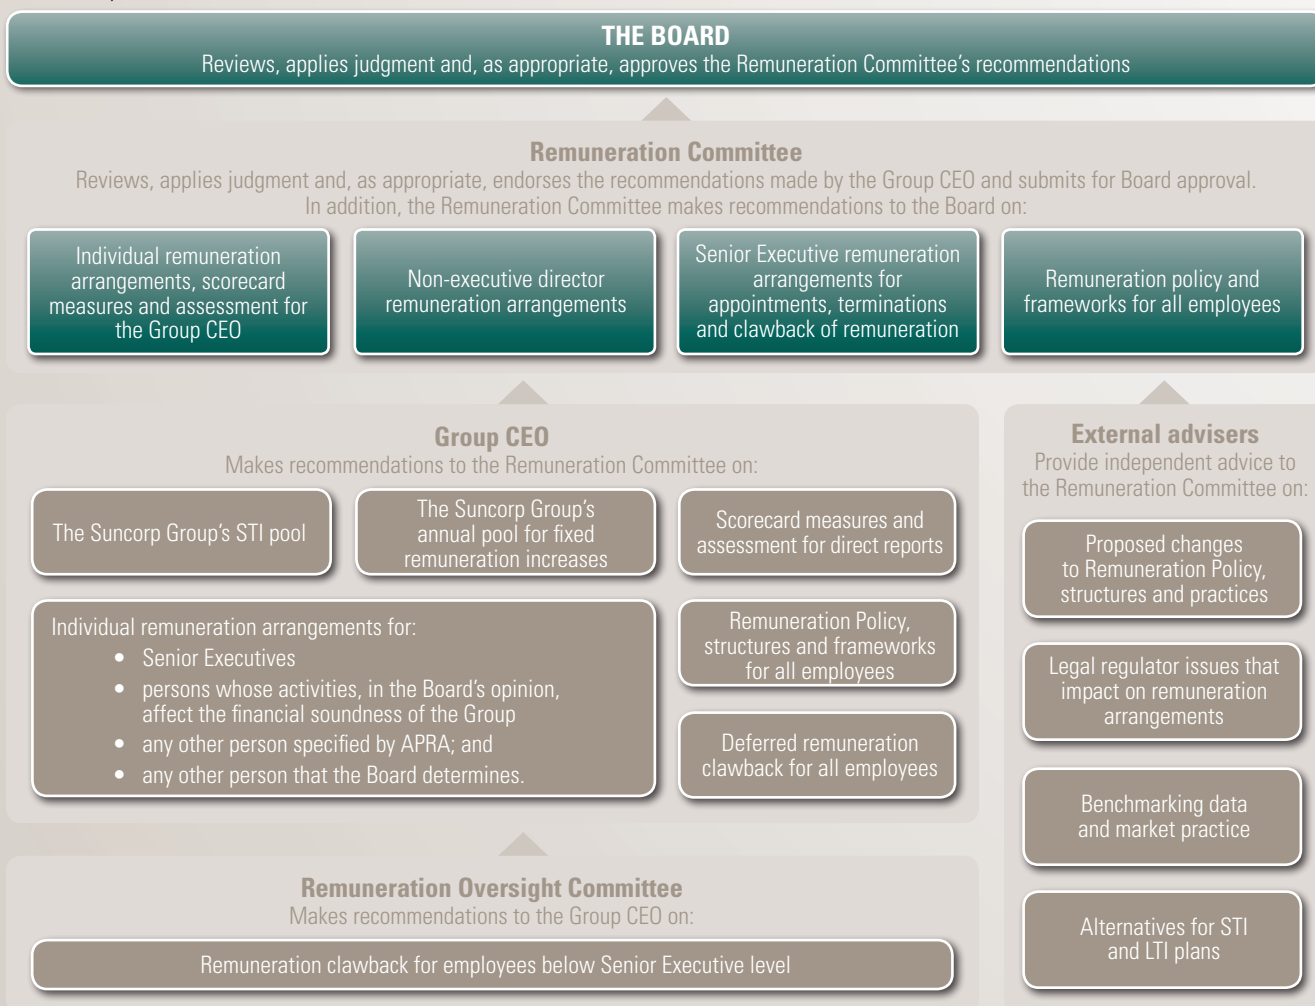 THE BOARD
Reviews, applies judgment and, as appropriate, approves the Remuneration Committee's recommendations
Remuneration Committee
Reviews, applies judgment and, as appropriate, endorses the recommendations made by the Group CEO and submits for Board approval.
In addition, the Remuneration Committee makes recommendations to the Board on:
Individual remuneration
arrangements, scorecard
measures and assessment for
the Group CEO
Non-executive director
remuneration arrangements
Senior Executive remuneration
arrangements for
appointments, terminations
and clawback of remuneration
Remuneration policy and
frameworks for all employees
Group CEO
Makes recommendations to the Remuneration Committee on:
The Suncorp Group's STI pool
The Suncorp Group's
annual pool for fixed
remuneration increases
Scorecard measures and
assessment for direct reports
Individual remuneration arrangements for:
• Senior Executives
• persons whose activities, in the Board's opinion,
affect the financial soundness of the Group
• any other person specified by APRA; and
• any other person that the Board determines.
Remuneration Policy,
structures and frameworks
for all employees
Deferred remuneration
clawback for all employees
Remuneration Oversight Committee
Makes recommendations to the Group CEO on:
Remuneration clawback for employees below Senior Executive level
External advisers
Provide independent advice to
the Remuneration Committee on:
Proposed changes
to Remuneration Policy,
structures and practices
Legal regulator issues that
impact on remuneration
arrangements
Benchmarking data
and market practice
Alternatives for STI
and LTI plans